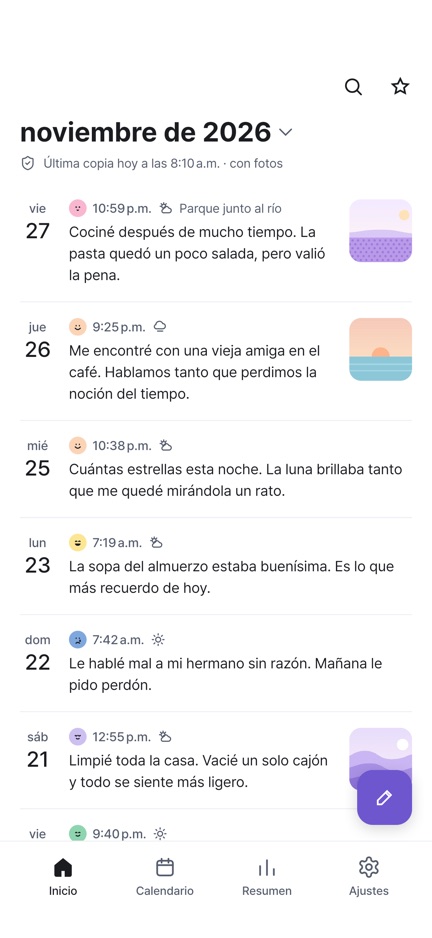 noviembre de 2026
Última copia hoy a las 8:10 a.m. · con fotos
vie
27
10:59 p.m. Parque junto al río
Cociné después de mucho tiempo. La
pasta quedó un poco salada, pero valió
la pena.
jue
26
9:25 p.m.
Me encontré con una vieja amiga en el
café. Hablamos tanto que perdimos la
noción del tiempo.
mié
25
10:38 p.m.
Cuántas estrellas esta noche. La luna brillaba tanto
que me quedé mirándola un rato.
lun
23
7:19 a.m.
La sopa del almuerzo estaba buenísima. Es lo que
más recuerdo de hoy.
dom
22
7:42 a.m.
Le hablé mal a mi hermano sin razón. Mañana le
pido perdón.
sáb
21
12:55 p.m.
Limpié toda la casa. Vacié un solo cajón
y todo se siente más ligero.
vie
9:40 p.m.
Inicio
Calendario
Resumen
Ajustes